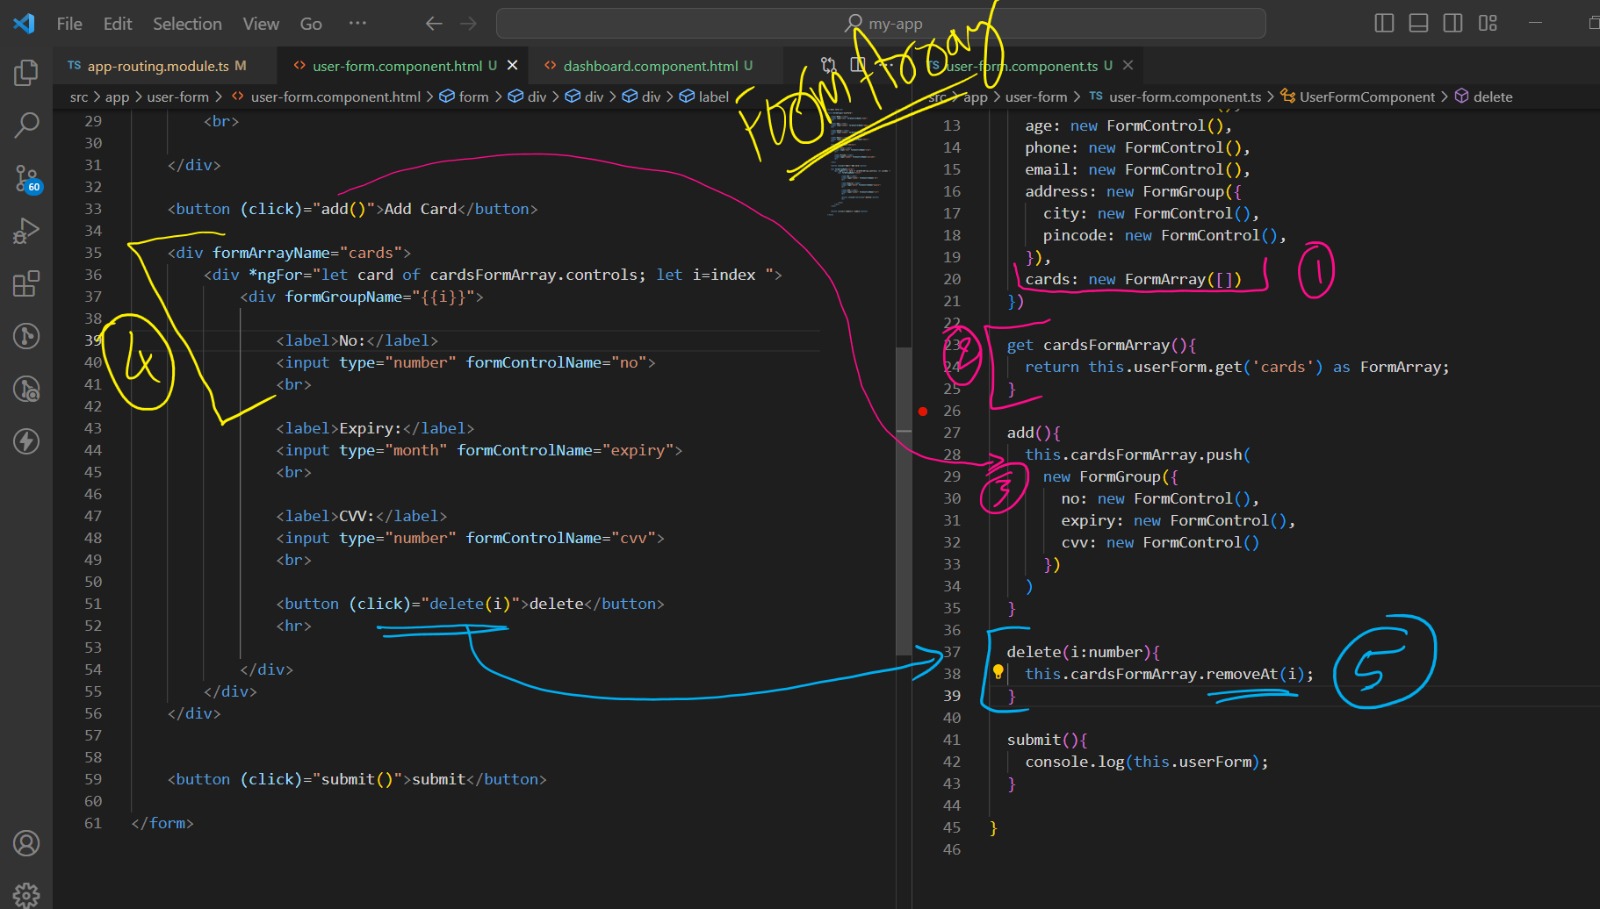 File Edit Selection View Go ··· my-app
TS app-routing.module.ts M
<> user-form.component.html U
<> dashboard.component.html U
TS user-form.component.ts U
src > app > user-form > <> user-form.component.html > form > div > div > div > label
src > app > user-form > TS user-form.component.ts > UserFormComponent > delete
Form Array
60
29 <br>
30
31 </div>
32
33 <button (click)="add()">Add Card</button>
34
35 <div formArrayName="cards">
36 <div *ngFor="let card of cardsFormArray.controls; let i=index ">
37 <div formGroupName="{{i}}">
38
39 <label>No:</label>
40 <input type="number" formControlName="no">
41 <br>
42
43 <label>Expiry:</label>
44 <input type="month" formControlName="expiry">
45 <br>
46
47 <label>CVV:</label>
48 <input type="number" formControlName="cvv">
49 <br>
50
51 <button (click)="delete(i)">delete</button>
52 <hr>
53
54 </div>
55 </div>
56 </div>
57
58
59 <button (click)="submit()">submit</button>
60
61 </form>
4
13 age: new FormControl(),
14 phone: new FormControl(),
15 email: new FormControl(),
16 address: new FormGroup({
17 city: new FormControl(),
18 pincode: new FormControl(),
19 }),
20 cards: new FormArray([])
1
21 })
22
23 get cardsFormArray(){
2
24 return this.userForm.get('cards') as FormArray;
25 }
26
27 add(){
28 this.cardsFormArray.push(
29 new FormGroup({
3
30 no: new FormControl(),
31 expiry: new FormControl(),
32 cvv: new FormControl()
33 })
34 )
35 }
36
37 delete(i:number){
38 this.cardsFormArray.removeAt(i);
5
39 }
40
41 submit(){
42 console.log(this.userForm);
43 }
44
45 }
46